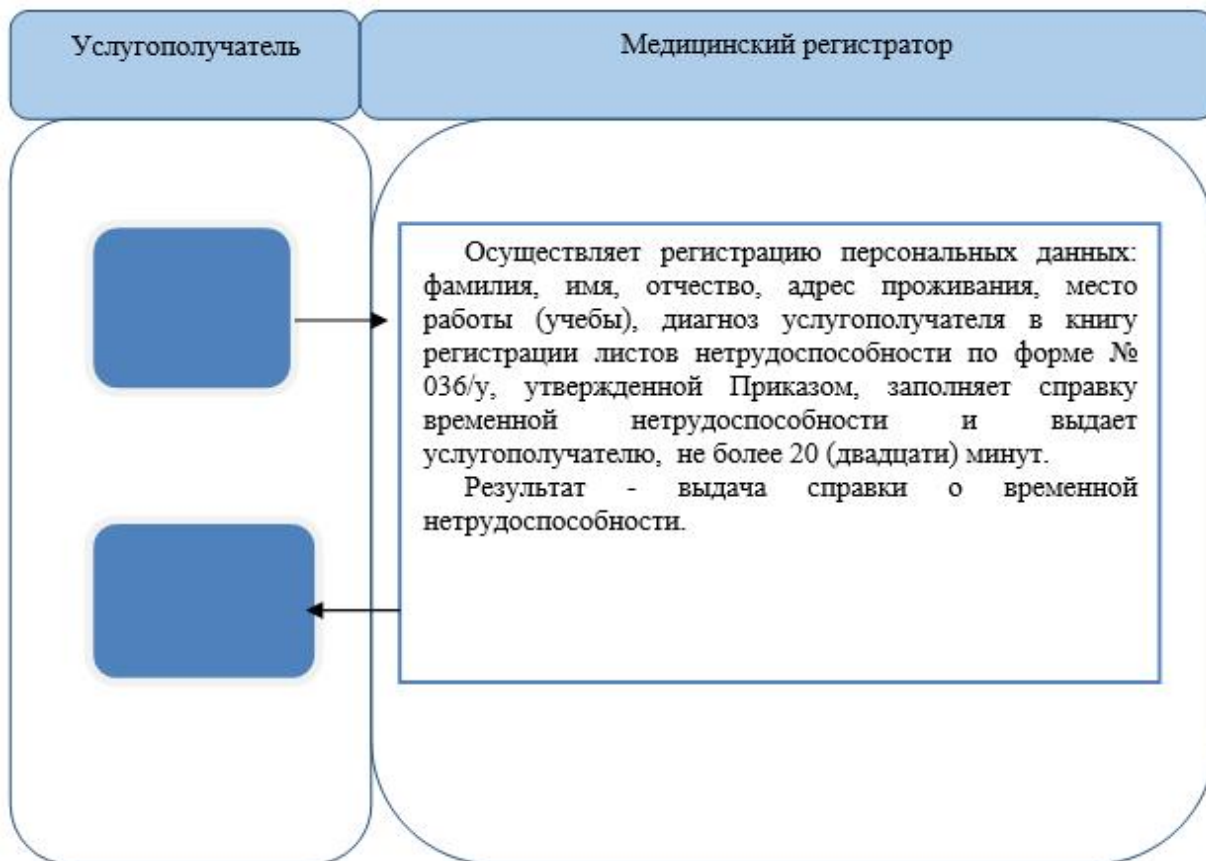 Услугополучатель
Медицинский регистратор
Осуществляет регистрацию персональных данных:
фамилия, имя, отчество, адрес проживания, место
работы (учебы), диагноз услугополучателя в книгу
регистрации листов нетрудоспособности по форме №
036/у, утвержденной Приказом, заполняет справку
временной нетрудоспособности и выдает
услугополучателю, не более 20 (двадцати) минут.
Результат - выдача справки о временной
нетрудоспособности.